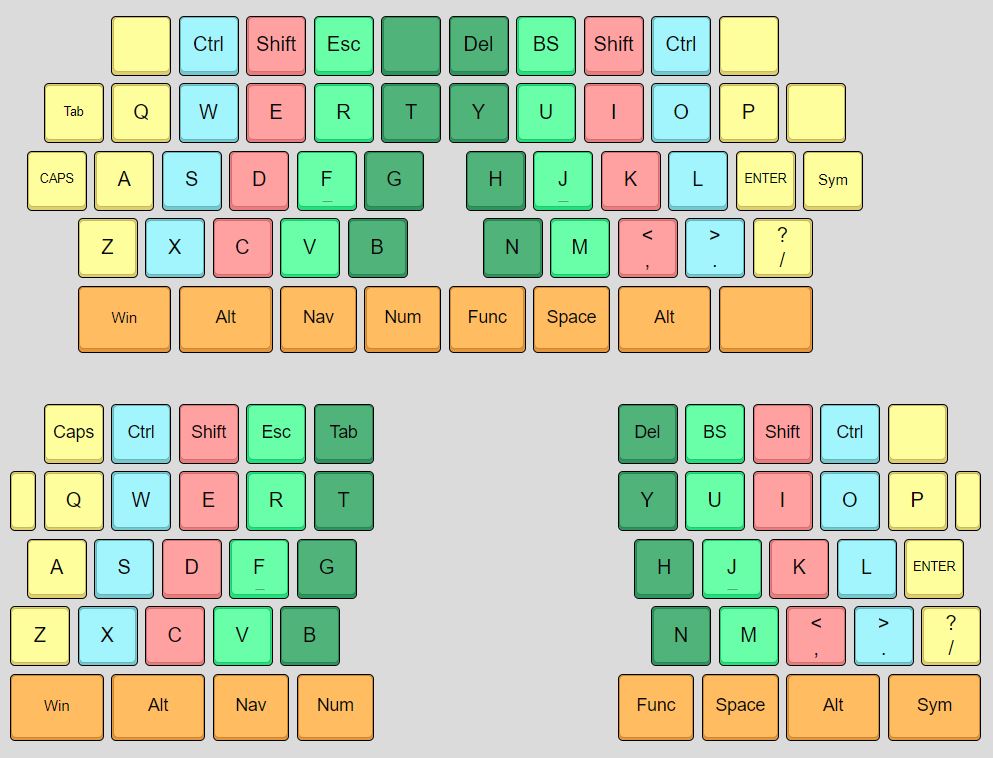 Ctrl Shift Esc Del BS Shift Ctrl
Tab Q W E R T Y U I O P
CAPS A S D F G H J K L ENTER Sym
_ _
Z X C V B N M < > ?
, . /
Win Alt Nav Num Func Space Alt
Caps Ctrl Shift Esc Tab Del BS Shift Ctrl
Q W E R T Y U I O P
A S D F G H J K L ENTER
_ _
Z X C V B N M < > ?
, . /
Win Alt Nav Num Func Space Alt Sym